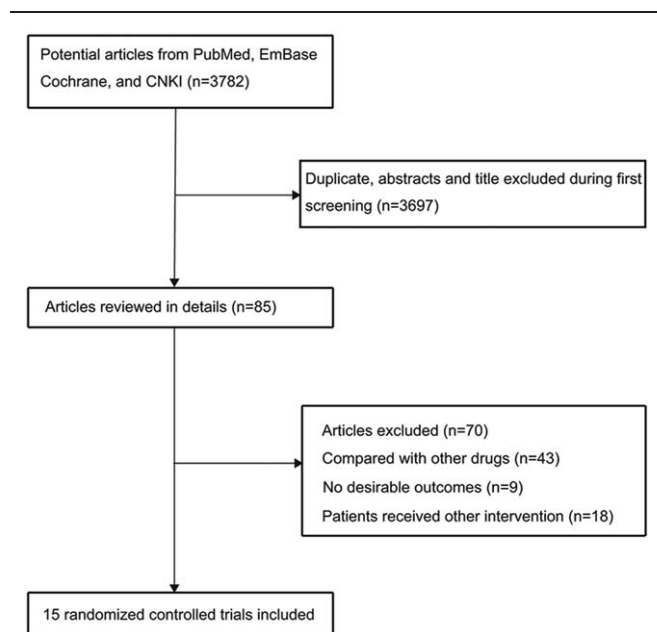 Potential articles from PubMed, EmBase
Cochrane, and CNKI (n=3782)
Duplicate, abstracts and title excluded during first
screening (n=3697)
Articles reviewed in details (n=85)
Articles excluded (n=70)
Compared with other drugs (n=43)
No desirable outcomes (n=9)
Patients received other intervention (n=18)
15 randomized controlled trials included